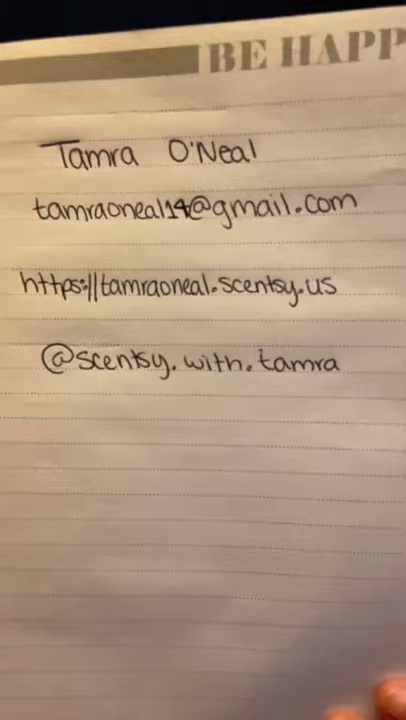 BE HAPP
Tamra O'Neal
tamraoneal14@gmail.com
https://tamraoneal.scentsy.us
@scentsy.with.tamra